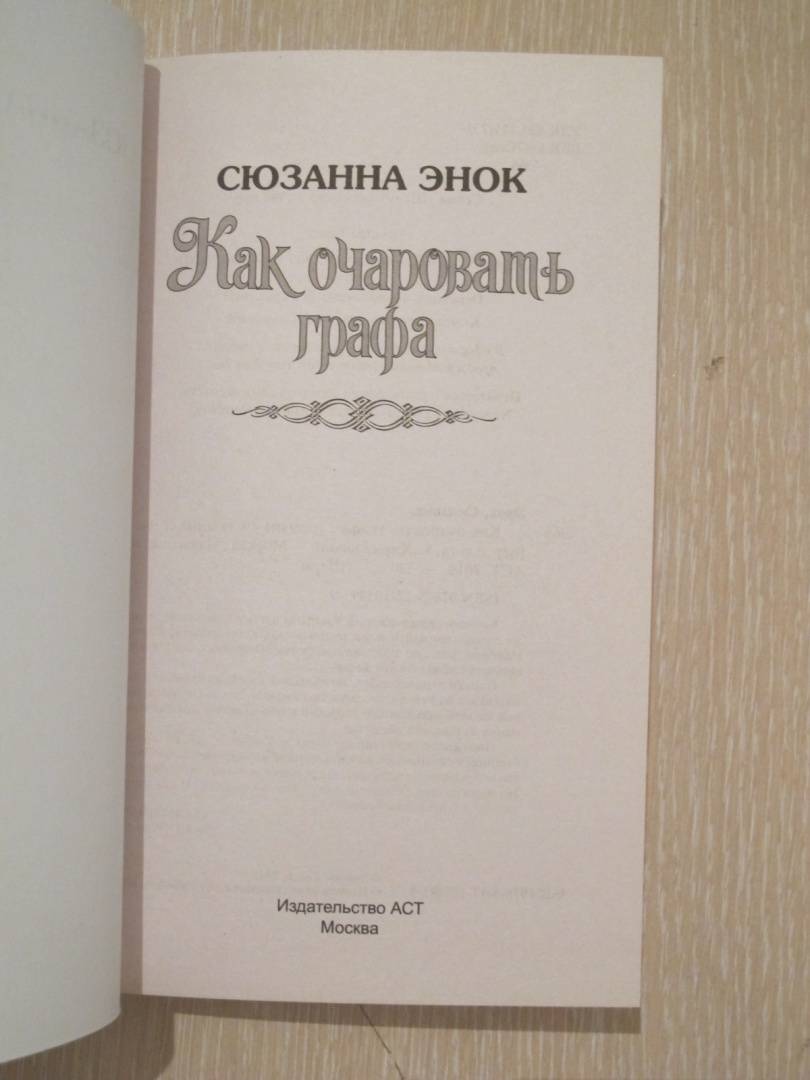 СЮЗАННА ЭНОК
Как очаровать
графа
Издательство АСТ
Москва